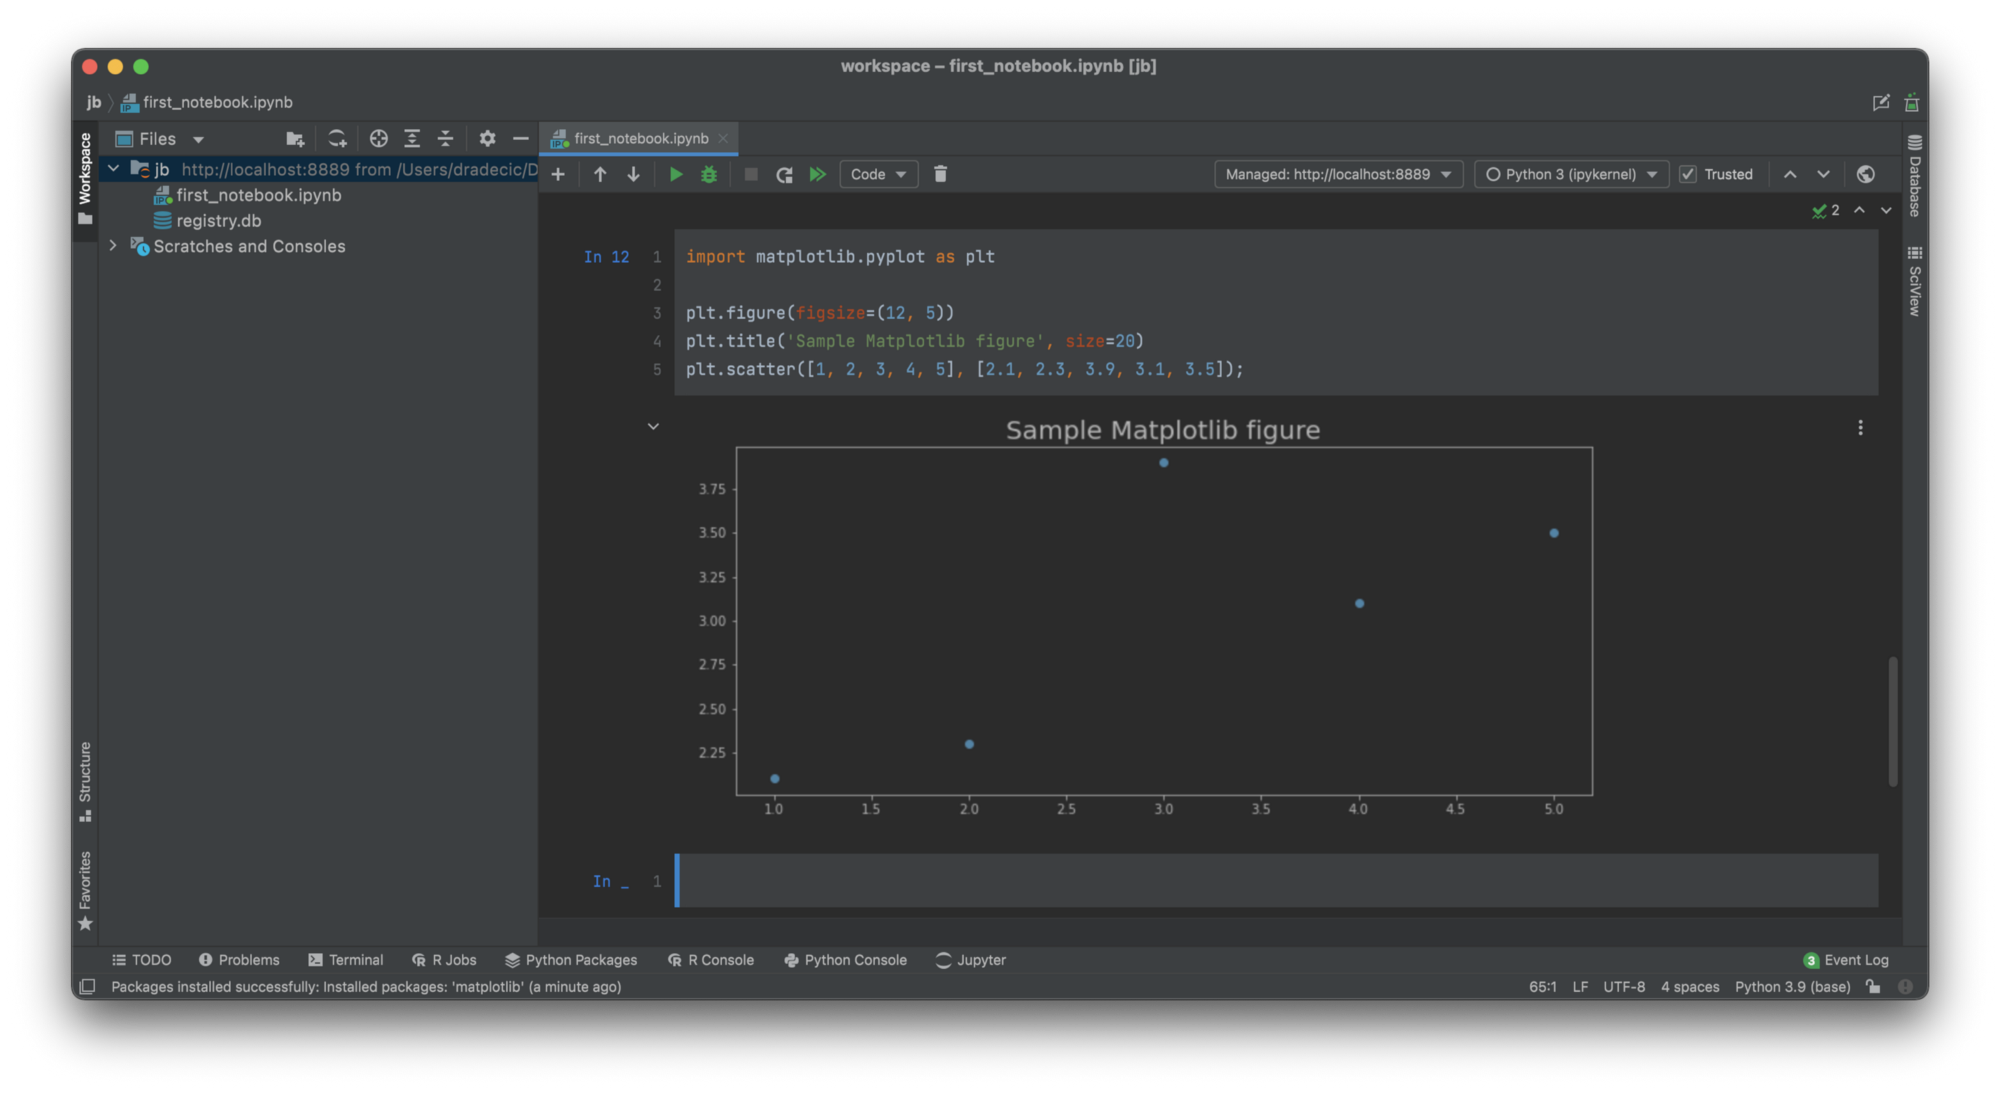 workspace – first_notebook.ipynb [jb]
jb first_notebook.ipynb
Workspace
Files
first_notebook.ipynb
jb http://localhost:8889 from /Users/dradecic/D
first_notebook.ipynb
registry.db
Scratches and Consoles
Code
Managed: http://localhost:8889
Python 3 (ipykernel)
Trusted
2
Database
SciView
In 12
1 import matplotlib.pyplot as plt
2
3 plt.figure(figsize=(12, 5))
4 plt.title('Sample Matplotlib figure', size=20)
5 plt.scatter([1, 2, 3, 4, 5], [2.1, 2.3, 3.9, 3.1, 3.5]);
Sample Matplotlib figure
3.75
3.50
3.25
3.00
2.75
2.50
2.25
1.0 1.5 2.0 2.5 3.0 3.5 4.0 4.5 5.0
In _ 1
Structure
Favorites
TODO Problems Terminal R Jobs Python Packages R Console Python Console Jupyter 3 Event Log
Packages installed successfully: Installed packages: 'matplotlib' (a minute ago) 65:1 LF UTF-8 4 spaces Python 3.9 (base)